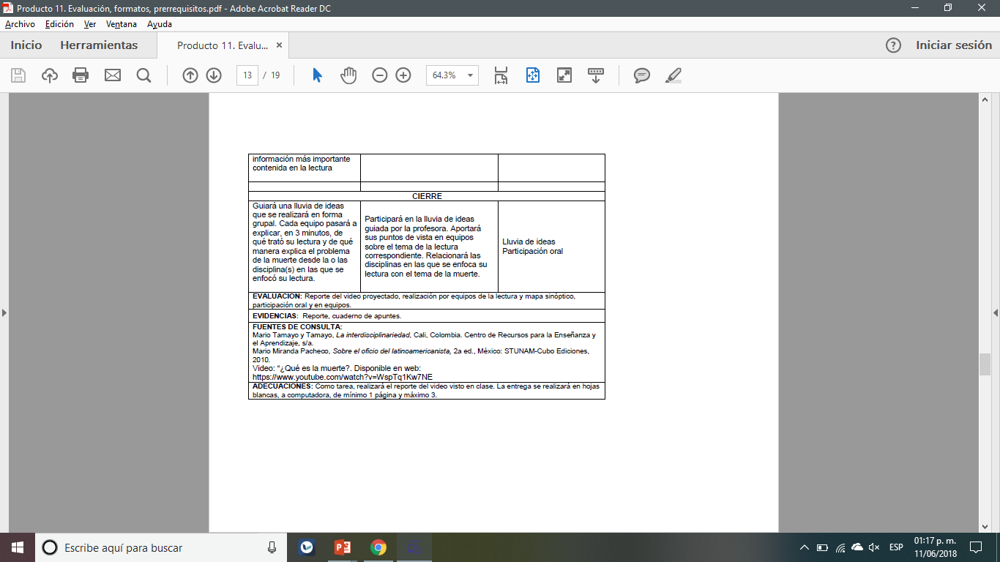 Producto 11. Evaluación, formatos, prerrequisitos.pdf - Adobe Acrobat Reader DC
Archivo Edición Ver Ventana Ayuda
Inicio Herramientas Producto 11. Evalu... × ? Iniciar sesión
13 / 19 64.3%
información más importante
contenida en la lectura
CIERRE
Guiará una lluvia de ideas
que se realizará en forma
grupal. Cada equipo pasará a
explicar, en 3 minutos, de
qué trató su lectura y de qué
manera explica el problema
de la muerte desde la o las
disciplina(s) en las que se
enfocó su lectura.
Participará en la lluvia de ideas
guiada por la profesora. Aportará
sus puntos de vista en equipos
sobre el tema de la lectura
correspondiente. Relacionará las
disciplinas en las que se enfoca su
lectura con el tema de la muerte.
Lluvia de ideas
Participación oral
EVALUACIÓN: Reporte del video proyectado, realización por equipos de la lectura y mapa sinóptico,
participación oral y en equipos.
EVIDENCIAS: Reporte, cuaderno de apuntes.
FUENTES DE CONSULTA:
Mario Tamayo y Tamayo, La interdisciplinariedad, Cali, Colombia. Centro de Recursos para la Enseñanza y
el Aprendizaje, s/a.
Mario Miranda Pacheco, Sobre el oficio del latinoamericanista, 2a ed., México: STUNAM-Cubo Ediciones,
2010.
Video: “¿Qué es la muerte?. Disponible en web:
https://www.youtube.com/watch?v=WspTq1Kw7NE
ADECUACIONES: Como tarea, realizará el reporte del video visto en clase. La entrega se realizará en hojas
blancas, a computadora, de mínimo 1 página y máximo 3.
Escribe aquí para buscar
ESP
01:17 p. m.
11/06/2018